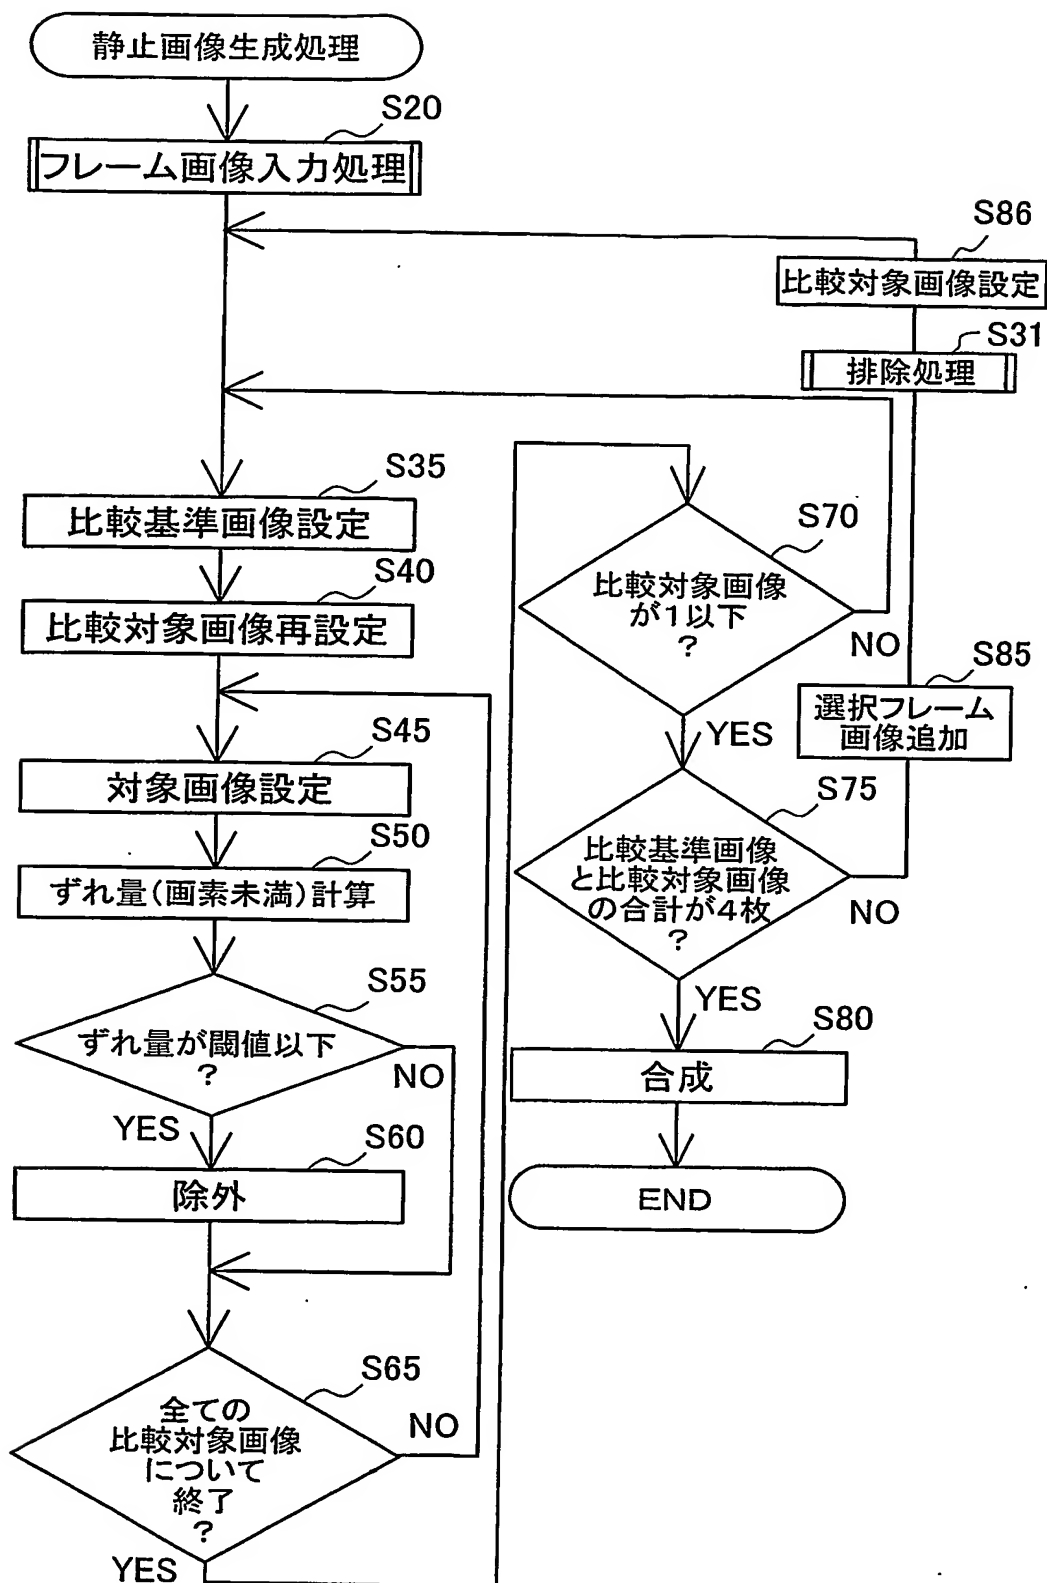 静止画像生成処理
S20
フレーム画像入力処理
S86
比較対象画像設定
S31
排除処理
S35
比較基準画像設定
S40
比較対象画像再設定
S45
対象画像設定
S50
ずれ量(画素未満)計算
S55
ずれ量が閾値以下
?
NO
YES
S60
除外
S65
全ての
比較対象画像
について
終了
?
NO
YES
S70
比較対象画像
が1以下
?
NO
YES
S85
選択フレーム
画像追加
S75
比較基準画像
と比較対象画像
の合計が4枚
?
NO
YES
S80
合成
END